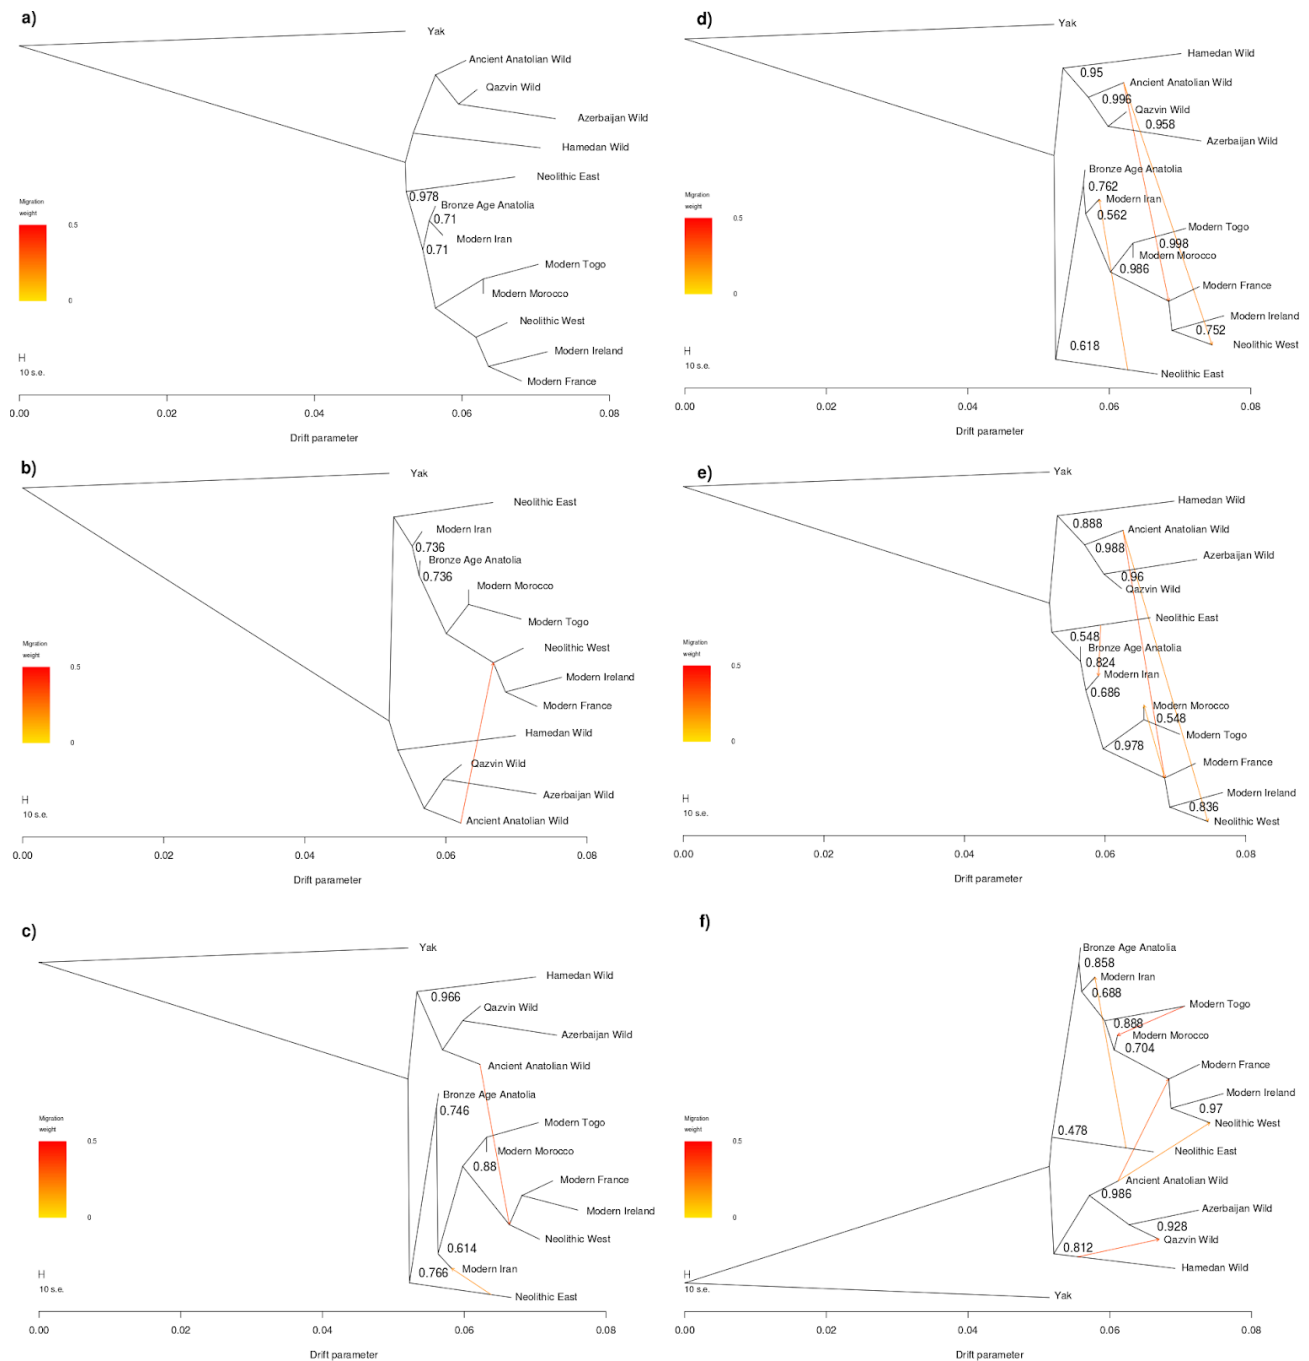 a)
Yak
Ancient Anatolian Wild
Qazvin Wild
Azerbaijan Wild
Hamedan Wild
Neolithic East
0.978
Bronze Age Anatolia
0.71
Modern Iran
0.71
Modern Togo
Modern Morocco
Neolithic West
Modern Ireland
Modern France
Migration
weight
0.5
0
10 s.e.
0.00 0.02 0.04 0.06 0.08
Drift parameter
b)
Yak
Neolithic East
Modern Iran
0.736
Bronze Age Anatolia
0.736
Modern Morocco
Modern Togo
Neolithic West
Modern Ireland
Modern France
Hamedan Wild
Qazvin Wild
Azerbaijan Wild
Ancient Anatolian Wild
Migration
weight
0.5
0
10 s.e.
0.00 0.02 0.04 0.06 0.08
Drift parameter
c)
Yak
Hamedan Wild
0.966
Qazvin Wild
Azerbaijan Wild
Ancient Anatolian Wild
Bronze Age Anatolia
0.746
Modern Togo
Modern Morocco
0.88
Modern France
Modern Ireland
Neolithic West
0.614
Modern Iran
0.766
Neolithic East
Migration
weight
0.5
0
10 s.e.
0.00 0.02 0.04 0.06 0.08
Drift parameter
d)
Yak
Hamedan Wild
0.95
Ancient Anatolian Wild
0.996
Qazvin Wild
0.958
Azerbaijan Wild
Bronze Age Anatolia
0.762
Modern Iran
0.562
Modern Togo
0.998
Modern Morocco
0.986
Modern France
Modern Ireland
0.752
Neolithic West
0.618
Neolithic East
Migration
weight
0.5
0
10 s.e.
0.00 0.02 0.04 0.06 0.08
Drift parameter
e)
Yak
Hamedan Wild
0.888
Ancient Anatolian Wild
0.988
Azerbaijan Wild
0.96
Qazvin Wild
Neolithic East
0.548
Bronze Age Anatolia
0.824
Modern Iran
0.686
Modern Morocco
0.548
Modern Togo
0.978
Modern France
Modern Ireland
0.836
Neolithic West
Migration
weight
0.5
0
10 s.e.
0.00 0.02 0.04 0.06 0.08
Drift parameter
f)
Bronze Age Anatolia
0.858
Modern Iran
0.688
Modern Togo
0.888
Modern Morocco
0.704
Modern France
Modern Ireland
0.97
Neolithic West
0.478
Neolithic East
Ancient Anatolian Wild
0.986
Azerbaijan Wild
0.928
Qazvin Wild
0.812
Hamedan Wild
Yak
Migration
weight
0.5
0
10 s.e.
0.00 0.02 0.04 0.06 0.08
Drift parameter